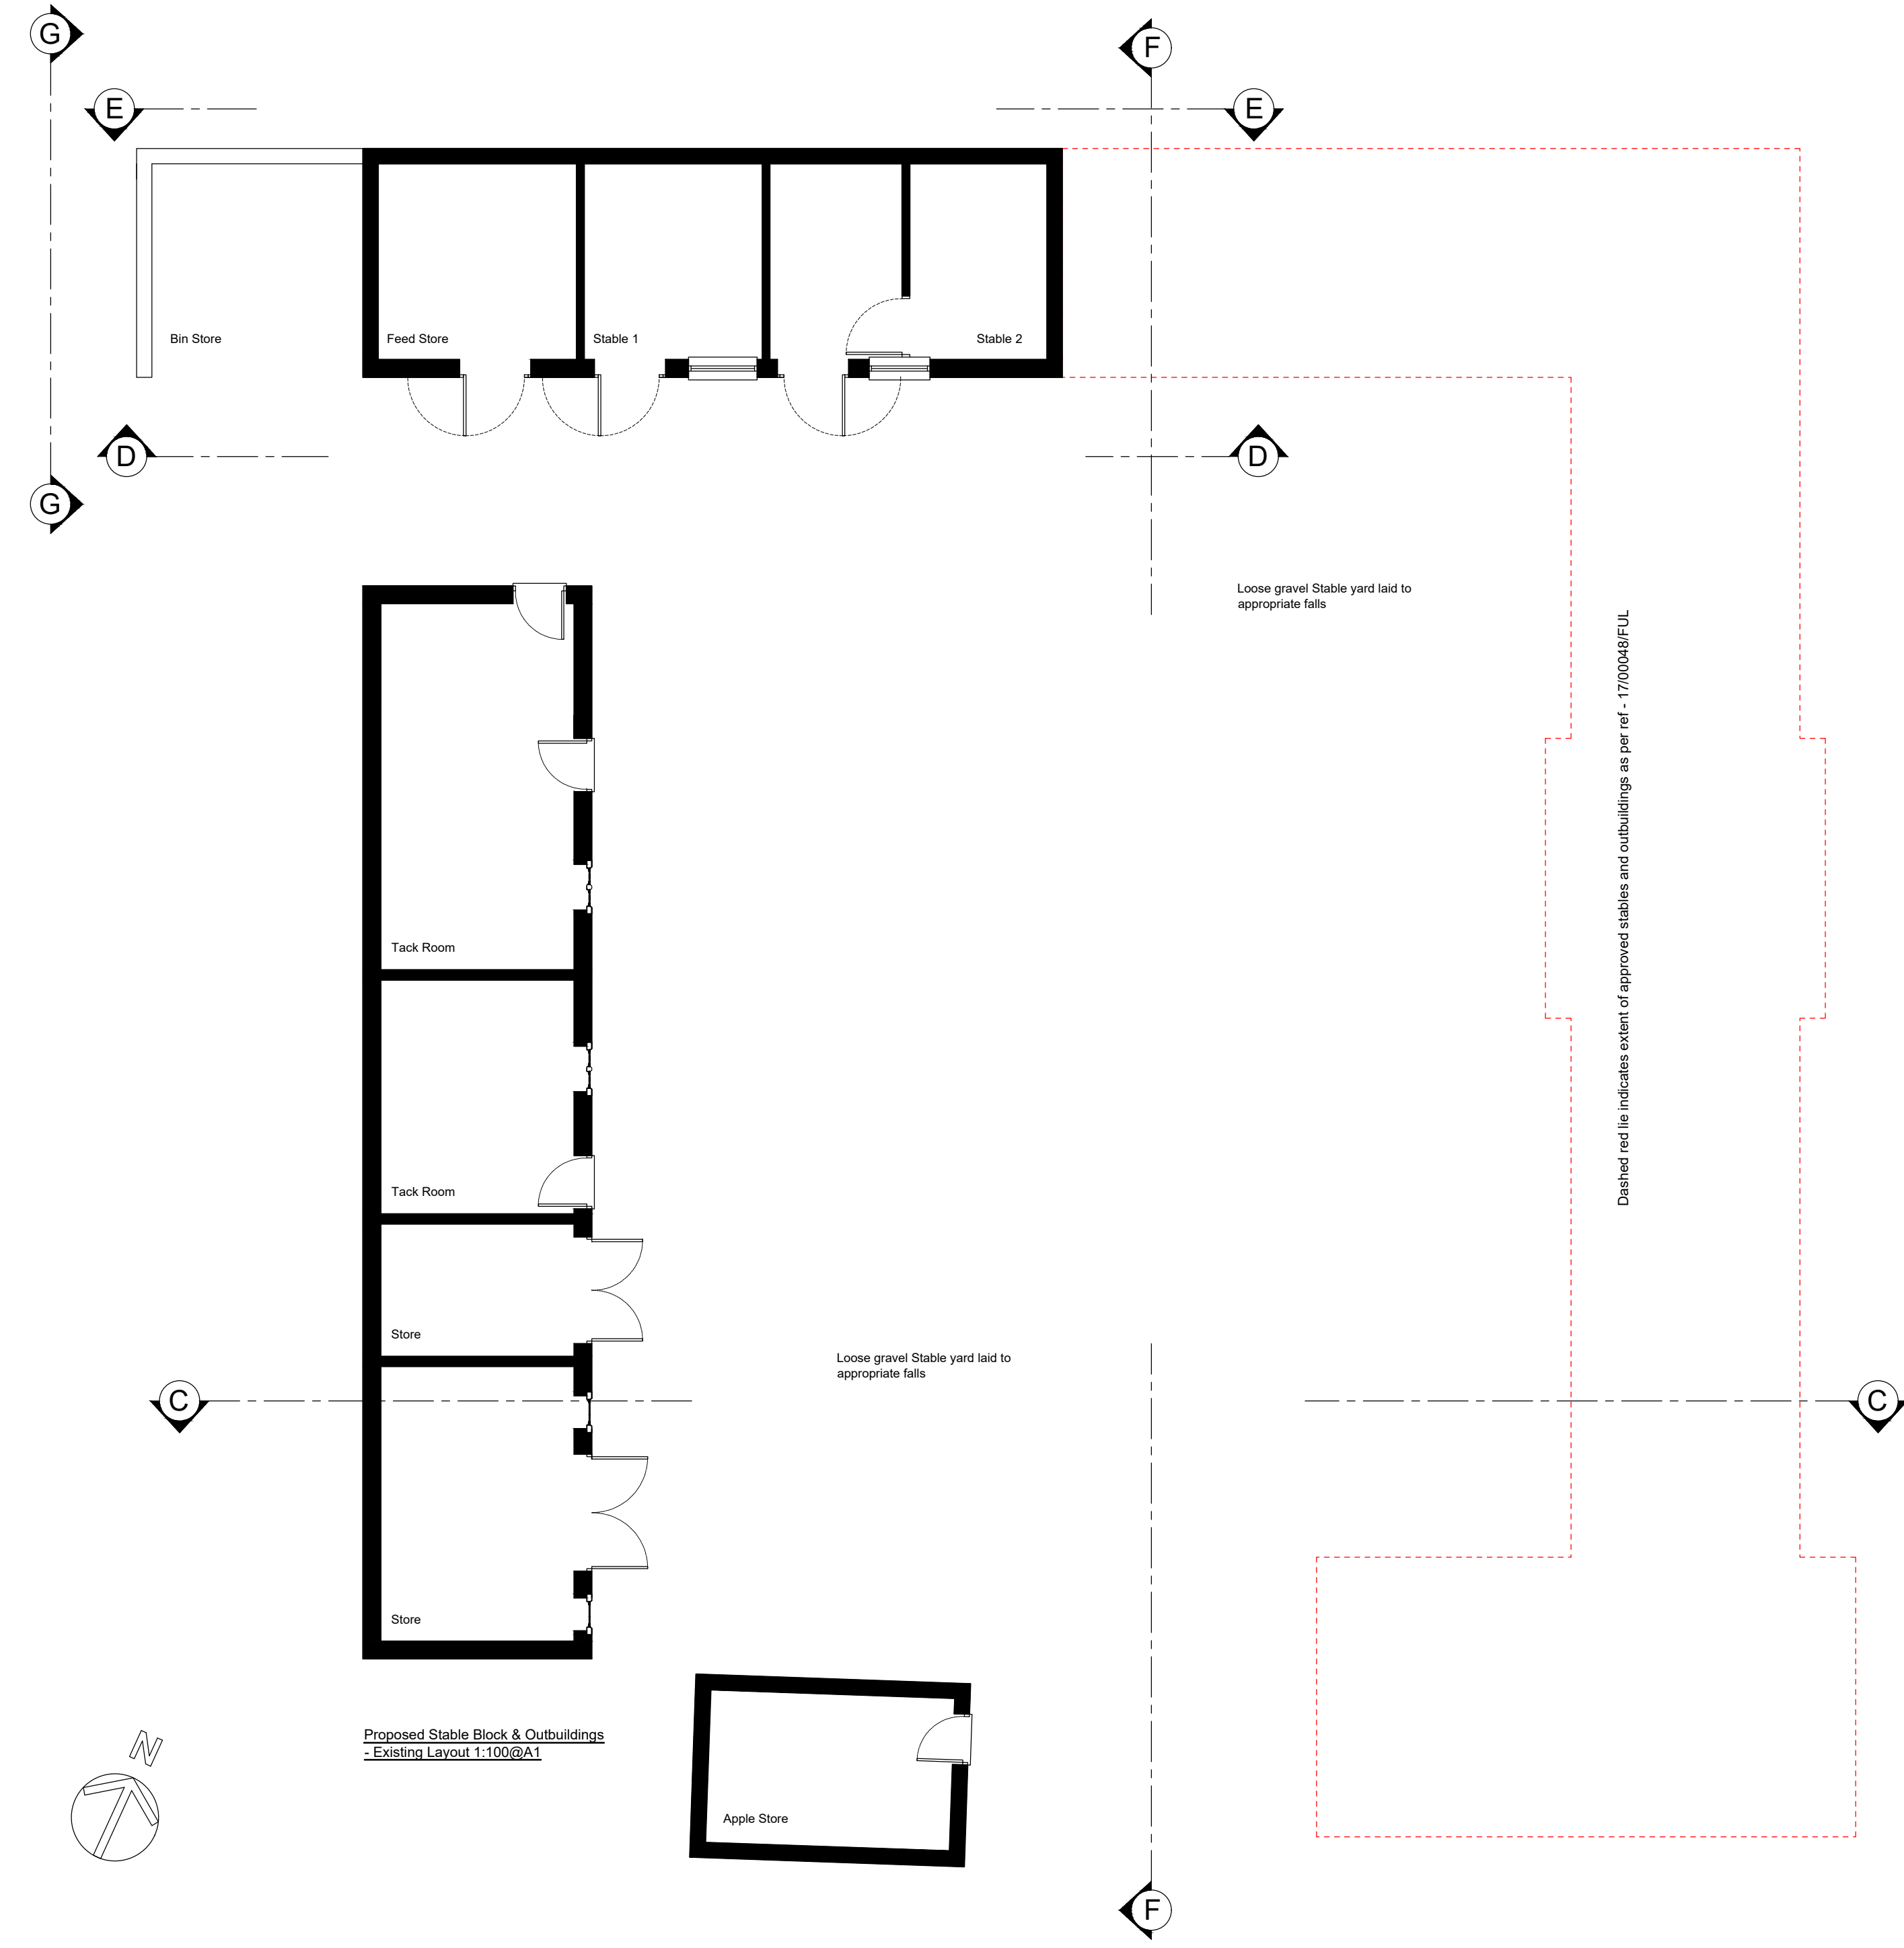 G
F
E
E
Bin Store
Feed Store
Stable 1
Stable 2
D
D
G
Loose gravel Stable yard laid to
appropriate falls
Dashed red lie indicates extent of approved stables and outbuildings as per ref - 17/00048/FUL
Tack Room
Tack Room
Store
Loose gravel Stable yard laid to
appropriate falls
C
C
Store
Proposed Stable Block & Outbuildings
- Existing Layout 1:100@A1
N
Apple Store
F